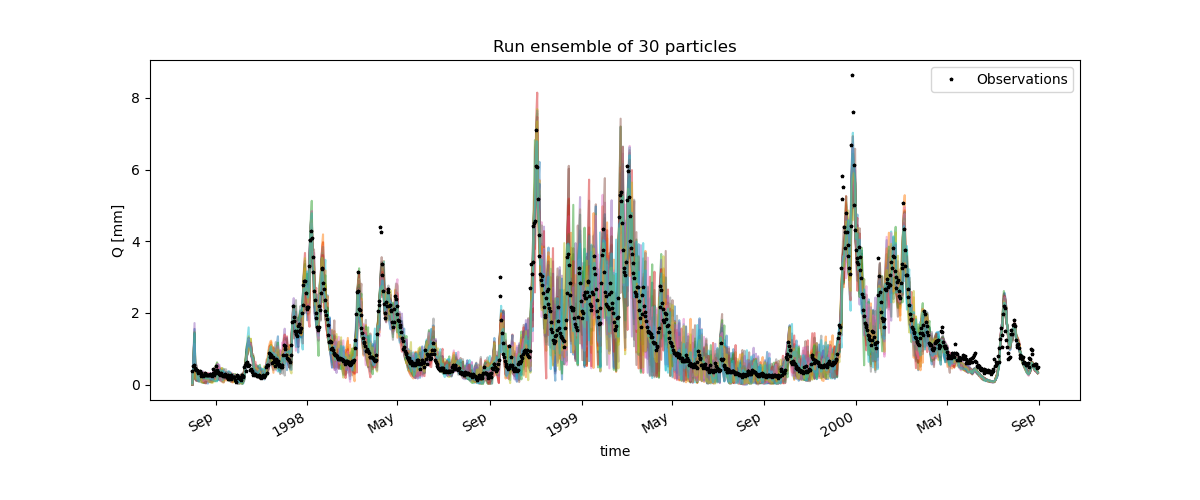 Run ensemble of 30 particles
Observations
Q [mm]
8
6
4
2
0
Sep
1998
May
Sep
1999
May
Sep
2000
May
Sep
time